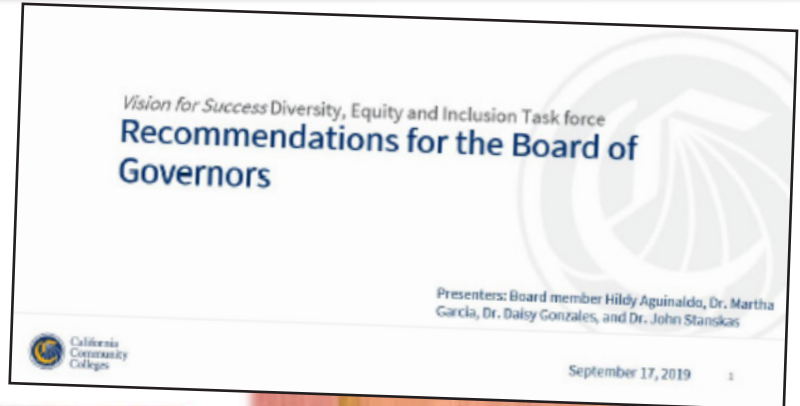 Vision for Success Diversity, Equity and Inclusion Task force
Recommendations for the Board of
Governors
Presenters: Board member Hildy Aguinaldo, Dr. Martha
Garcia, Dr. Daisy Gonzales, and Dr. John Stanskas
California
Community
Colleges
September 17, 2019
1